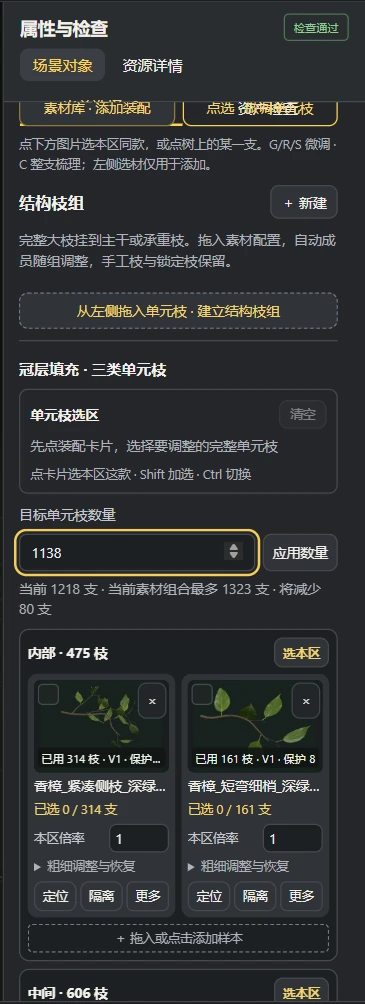 属性与检查
检查通过
场景对象
资源详情
素材库 · 添加装配
点选
枝
点下方图片选本区同款，或点树上的某一支。G/R/S 微调 ·
C 整支梳理；左侧选材仅用于添加。
结构枝组
+ 新建
完整大枝挂到主干或承重枝。拖入素材配置，自动成
员随组调整，手工枝与锁定枝保留。
从左侧拖入单元枝 · 建立结构枝组
冠层填充 · 三类单元枝
单元枝选区
清空
先点装配卡片，选择要调整的完整单元枝
点卡片选本区这款 · Shift 加选 · Ctrl 切换
目标单元枝数量
1138
应用数量
当前 1218 支 · 当前素材组合最多 1323 支 · 将减少
80 支
内部 · 475 枝
选本区
×
×
已用 314 枝 · V1 · 保护...
已用 161 枝 · V1 · 保护 8
香樟_紧凑侧枝_深绿...
香樟_短弯细梢_深绿...
已选 0 / 314 支
已选 0 / 161 支
本区倍率
1
本区倍率
1
▶ 粗细调整与恢复
▶ 粗细调整与恢复
定位
隔离
更多
定位
隔离
更多
+ 拖入或点击添加样本
中间 · 606 枝
选本区